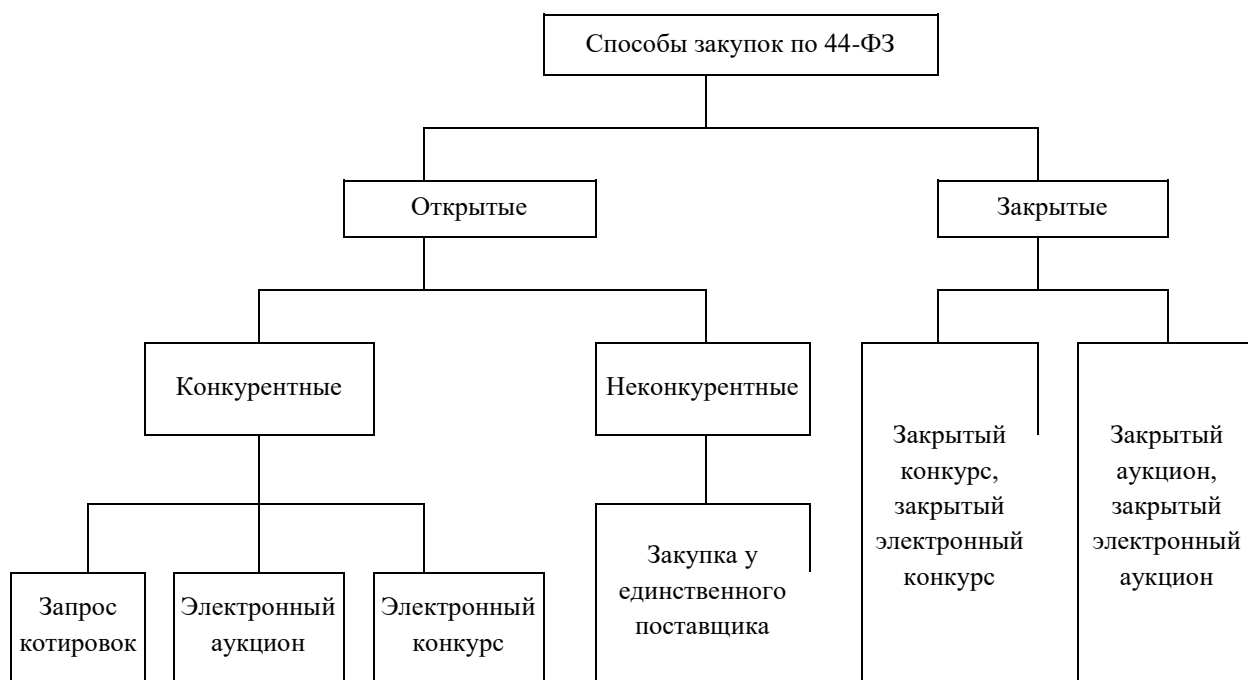 Способы закупок по 44-ФЗ
Открытые
Закрытые
Конкурентные
Неконкурентные
Закрытый
конкурс,
закрытый
электронный
конкурс
Закрытый
аукцион,
закрытый
электронный
аукцион
Запрос
котировок
Электронный
аукцион
Электронный
конкурс
Закупка у
единственного
поставщика